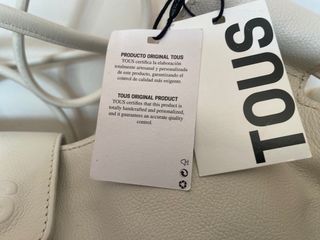 PRODUCTO ORIGINAL TOUS
TOUS certifica la elaboración
totalmente artesanal y personalizada
de este producto, garantizando el
control de calidad más exigente.
TOUS ORIGINAL PRODUCT
TOUS certifies that this product is
totally handcrafted and personalized,
and it guarantees an accurate quality
control.
TOUS